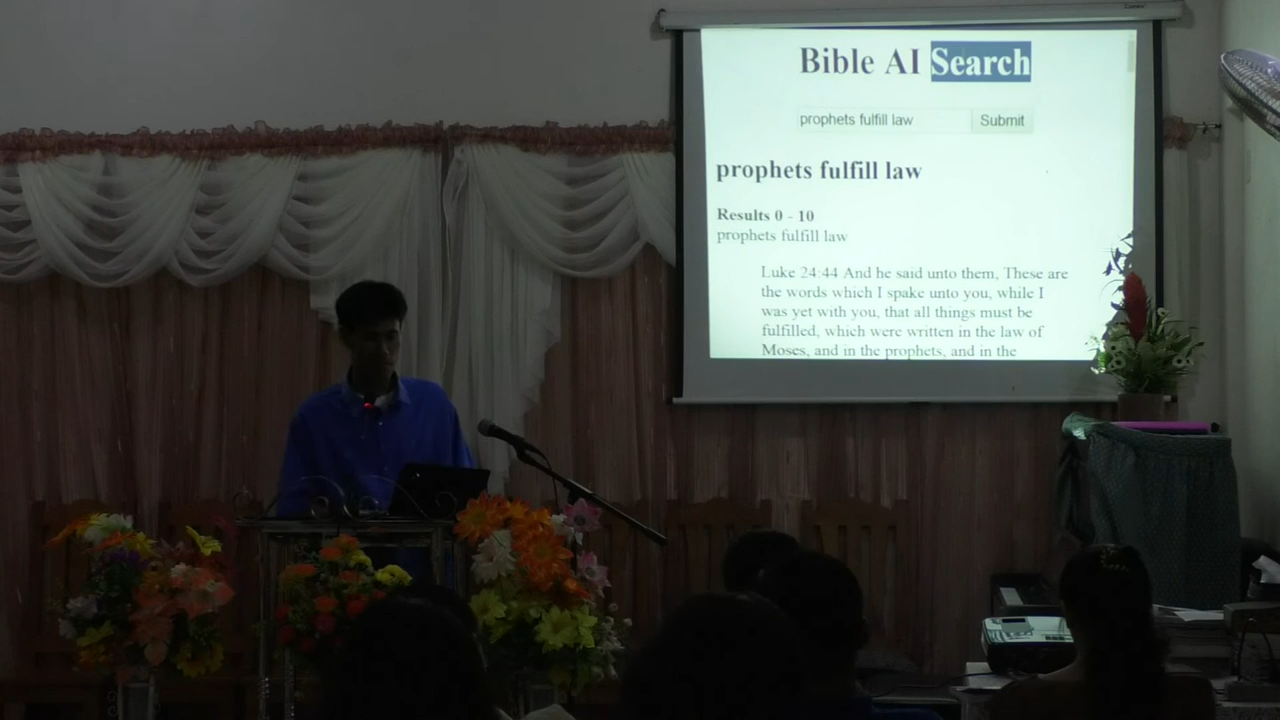 Bible AI Search
prophets fulfill law Submit
prophets fulfill law
Results 0 - 10
prophets fulfill law
Luke 24:44 And he said unto them, These are
the words which I spake unto you, while I
was yet with you, that all things must be
fulfilled, which were written in the law of
Moses, and in the prophets, and in the